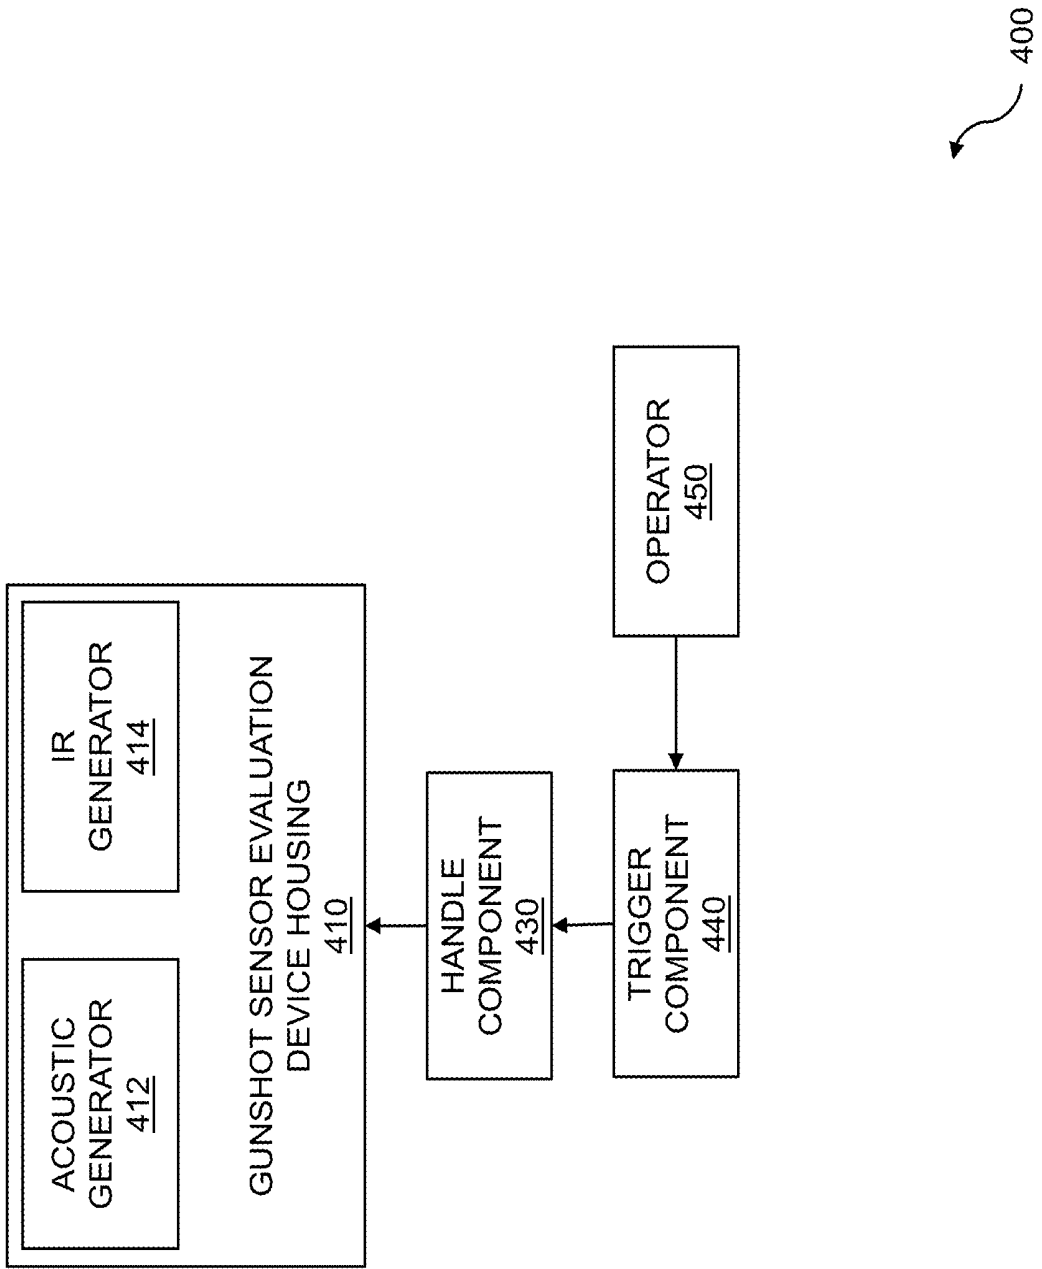 ACOUSTIC
GENERATOR
412
IR
GENERATOR
414
GUNSHOT SENSOR EVALUATION
DEVICE HOUSING
410
HANDLE
COMPONENT
430
TRIGGER
COMPONENT
440
OPERATOR
450
400